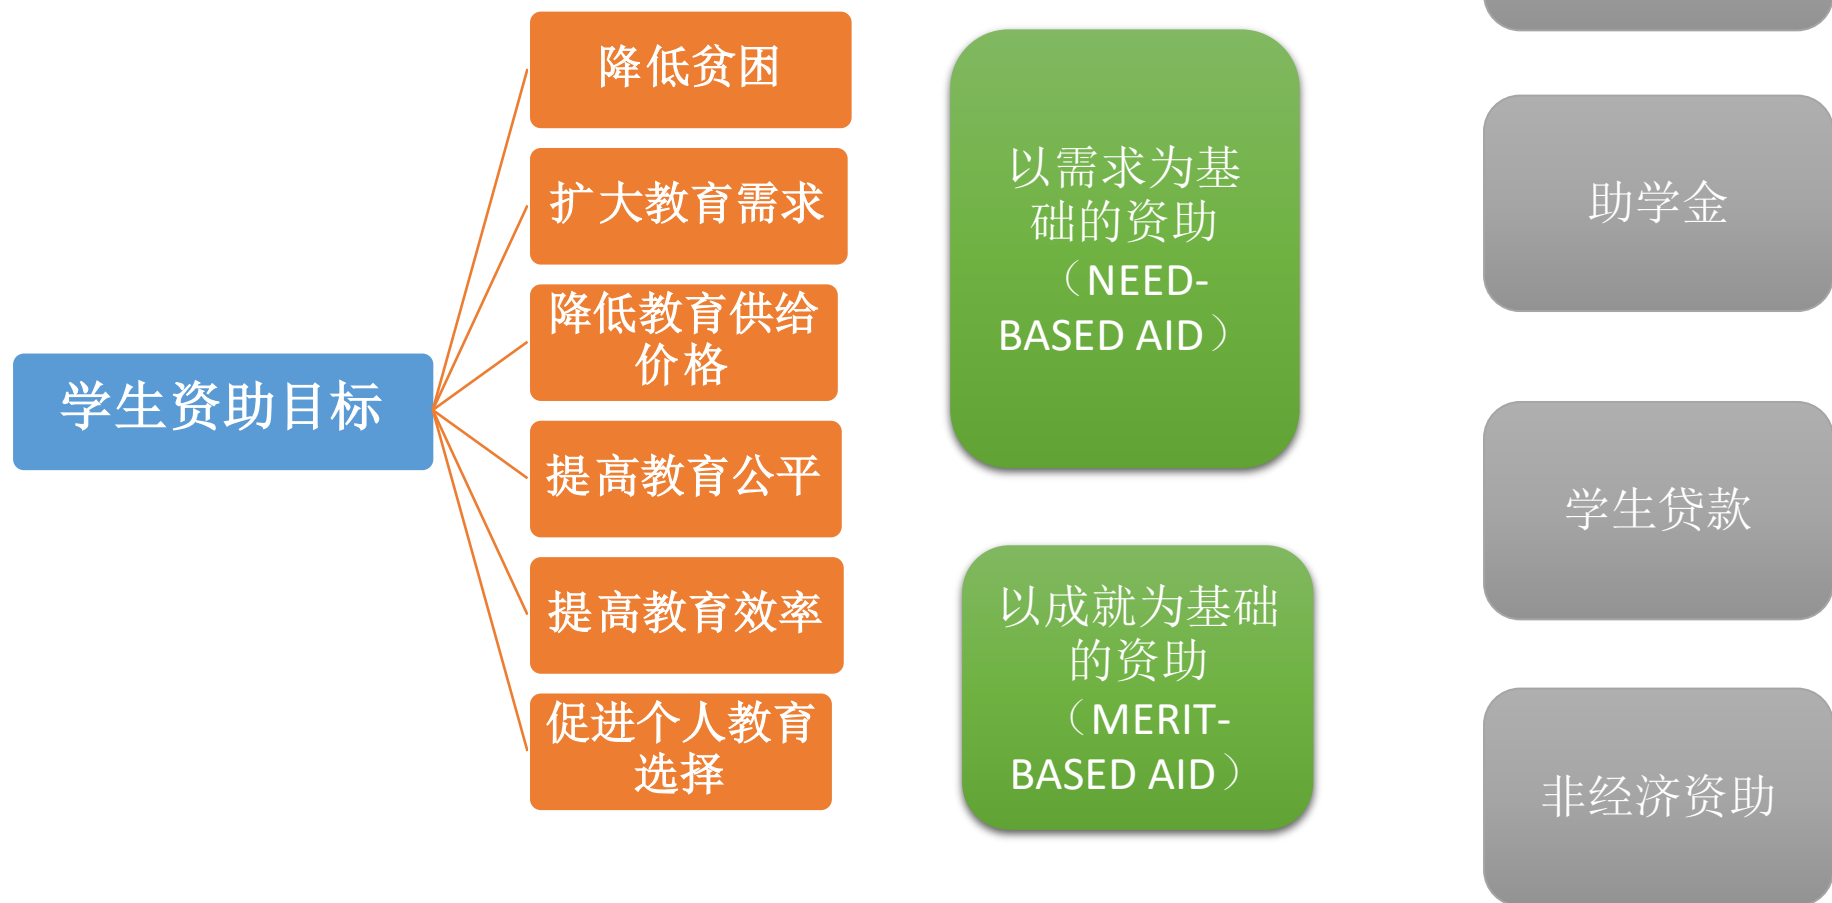 学生资助目标
降低贫困
扩大教育需求
降低教育供给
价格
提高教育公平
提高教育效率
促进个人教育
选择
以需求为基
础的资助
（NEED-
BASED AID）
以成就为基础
的资助
（MERIT-
BASED AID）
助学金
学生贷款
非经济资助